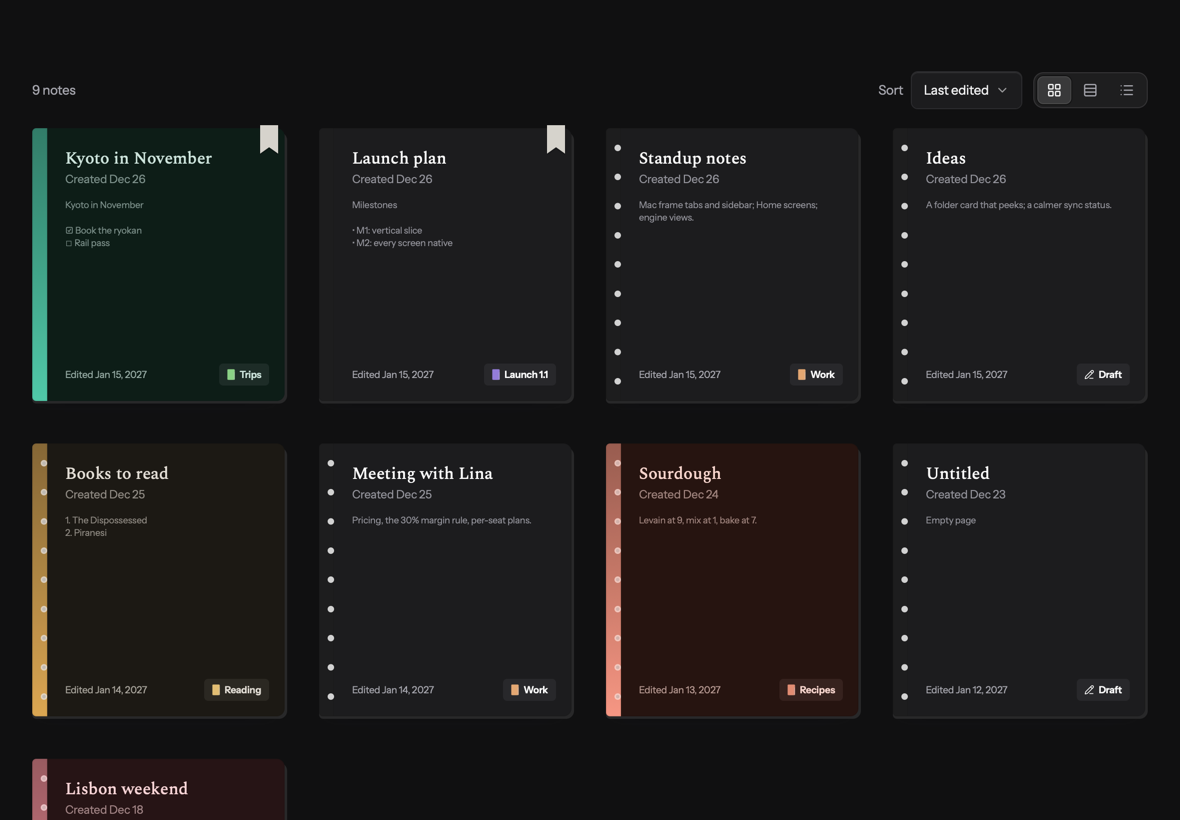 9 notes
Sort
Last edited
Kyoto in November
Created Dec 26
Kyoto in November
☑ Book the ryokan
☐ Rail pass
Edited Jan 15, 2027
Trips
Launch plan
Created Dec 26
Milestones
• M1: vertical slice
• M2: every screen native
Edited Jan 15, 2027
Launch 1.1
Standup notes
Created Dec 26
Mac frame tabs and sidebar; Home screens;
engine views.
Edited Jan 15, 2027
Work
Ideas
Created Dec 26
A folder card that peeks; a calmer sync status.
Edited Jan 15, 2027
Draft
Books to read
Created Dec 25
1. The Dispossessed
2. Piranesi
Edited Jan 14, 2027
Reading
Meeting with Lina
Created Dec 25
Pricing, the 30% margin rule, per-seat plans.
Edited Jan 14, 2027
Work
Sourdough
Created Dec 24
Levain at 9, mix at 1, bake at 7.
Edited Jan 13, 2027
Recipes
Untitled
Created Dec 23
Empty page
Edited Jan 12, 2027
Draft
Lisbon weekend
Created Dec 18